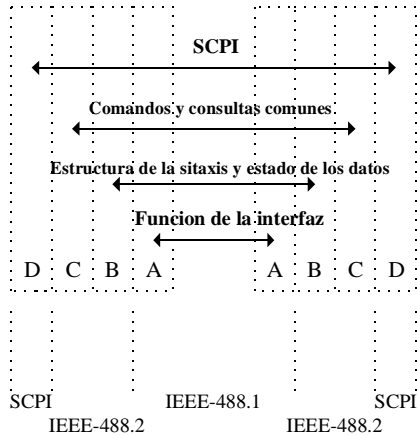 SCPI
Comandos y consultas comunes
Estructura de la sitaxis y estado de los datos
Funcion de la interfaz
D C B A A B C D
SCPI IEEE-488.1 SCPI
IEEE-488.2 IEEE-488.2